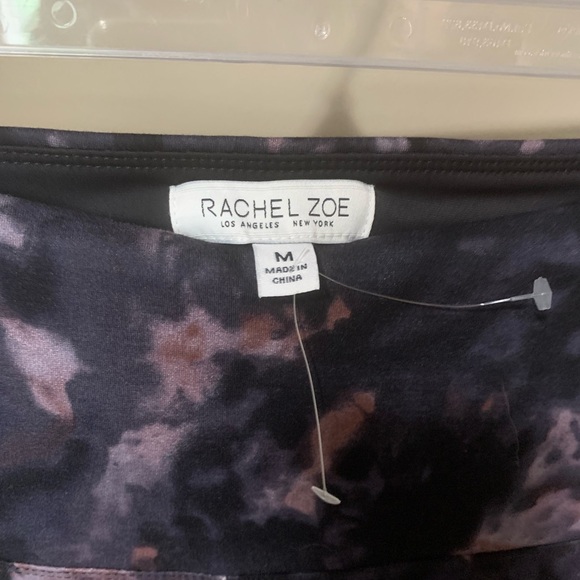 RACHEL ZOE
LOS ANGELES NEW YORK
M
MADE IN
CHINA